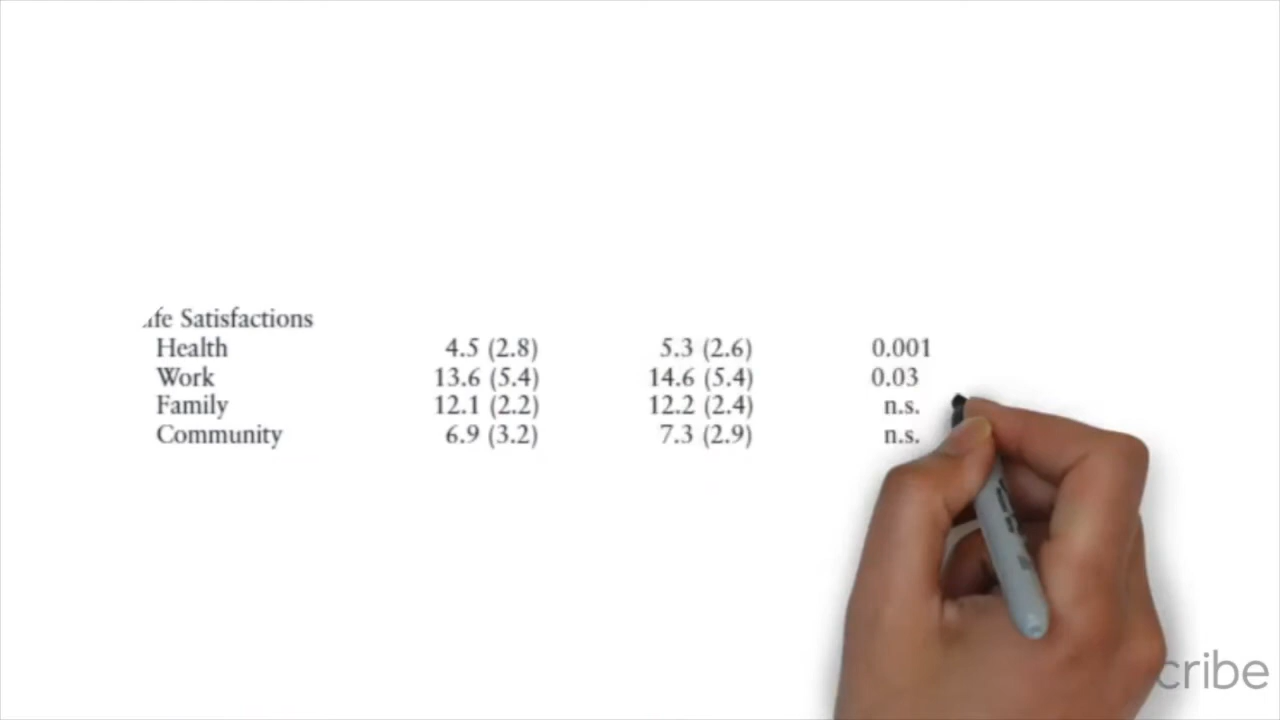 ife Satisfactions
Health 4.5 (2.8) 5.3 (2.6) 0.001
Work 13.6 (5.4) 14.6 (5.4) 0.03
Family 12.1 (2.2) 12.2 (2.4) n.s.
Community 6.9 (3.2) 7.3 (2.9) n.s.
cribe